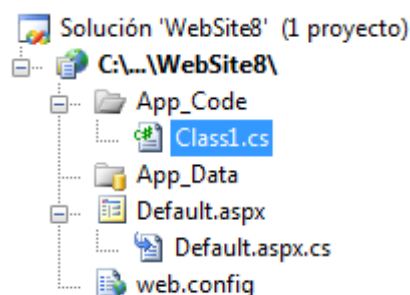 Solución 'WebSite8' (1 proyecto)
C:\...\WebSite8\
App_Code
Class1.cs
App_Data
Default.aspx
Default.aspx.cs
web.config